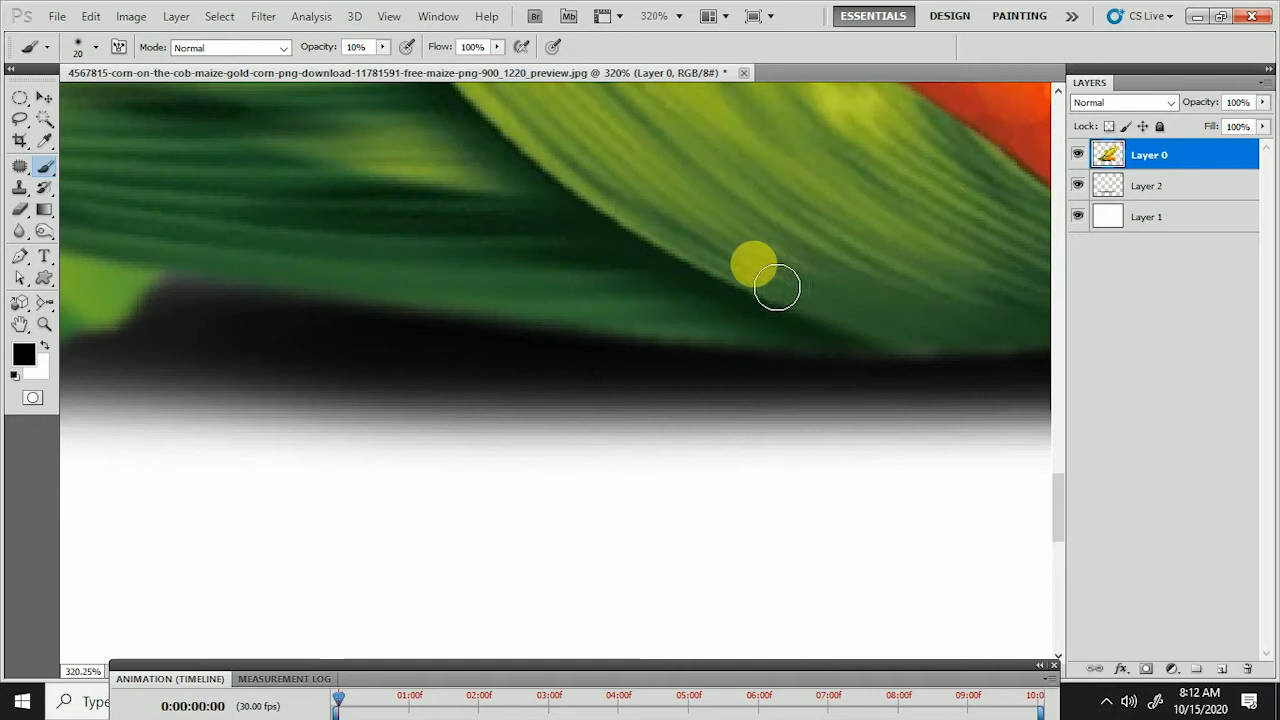 Ps File Edit Image Layer Select Filter Analysis 3D View Window Help Br Mb 320% ESSENTIALS DESIGN PAINTING CS Live
20 Mode: Normal Opacity: 10% Flow: 100%
4567815-corn-on-the-cob-maize-gold-corn-png-download-11781591-free-maize-png-900_1220_preview.jpg @ 320% (Layer 0, RGB/8#) *
LAYERS
Normal Opacity: 100%
Lock: Fill: 100%
Layer 0
Layer 2
Layer 1
320.25%
ANIMATION (TIMELINE) MEASUREMENT LOG
01:00f 02:00f 03:00f 04:00f 05:00f 06:00f 07:00f 08:00f 09:00f 10:0
0:00:00:00 (30.00 fps)
Type
8:12 AM
10/15/2020